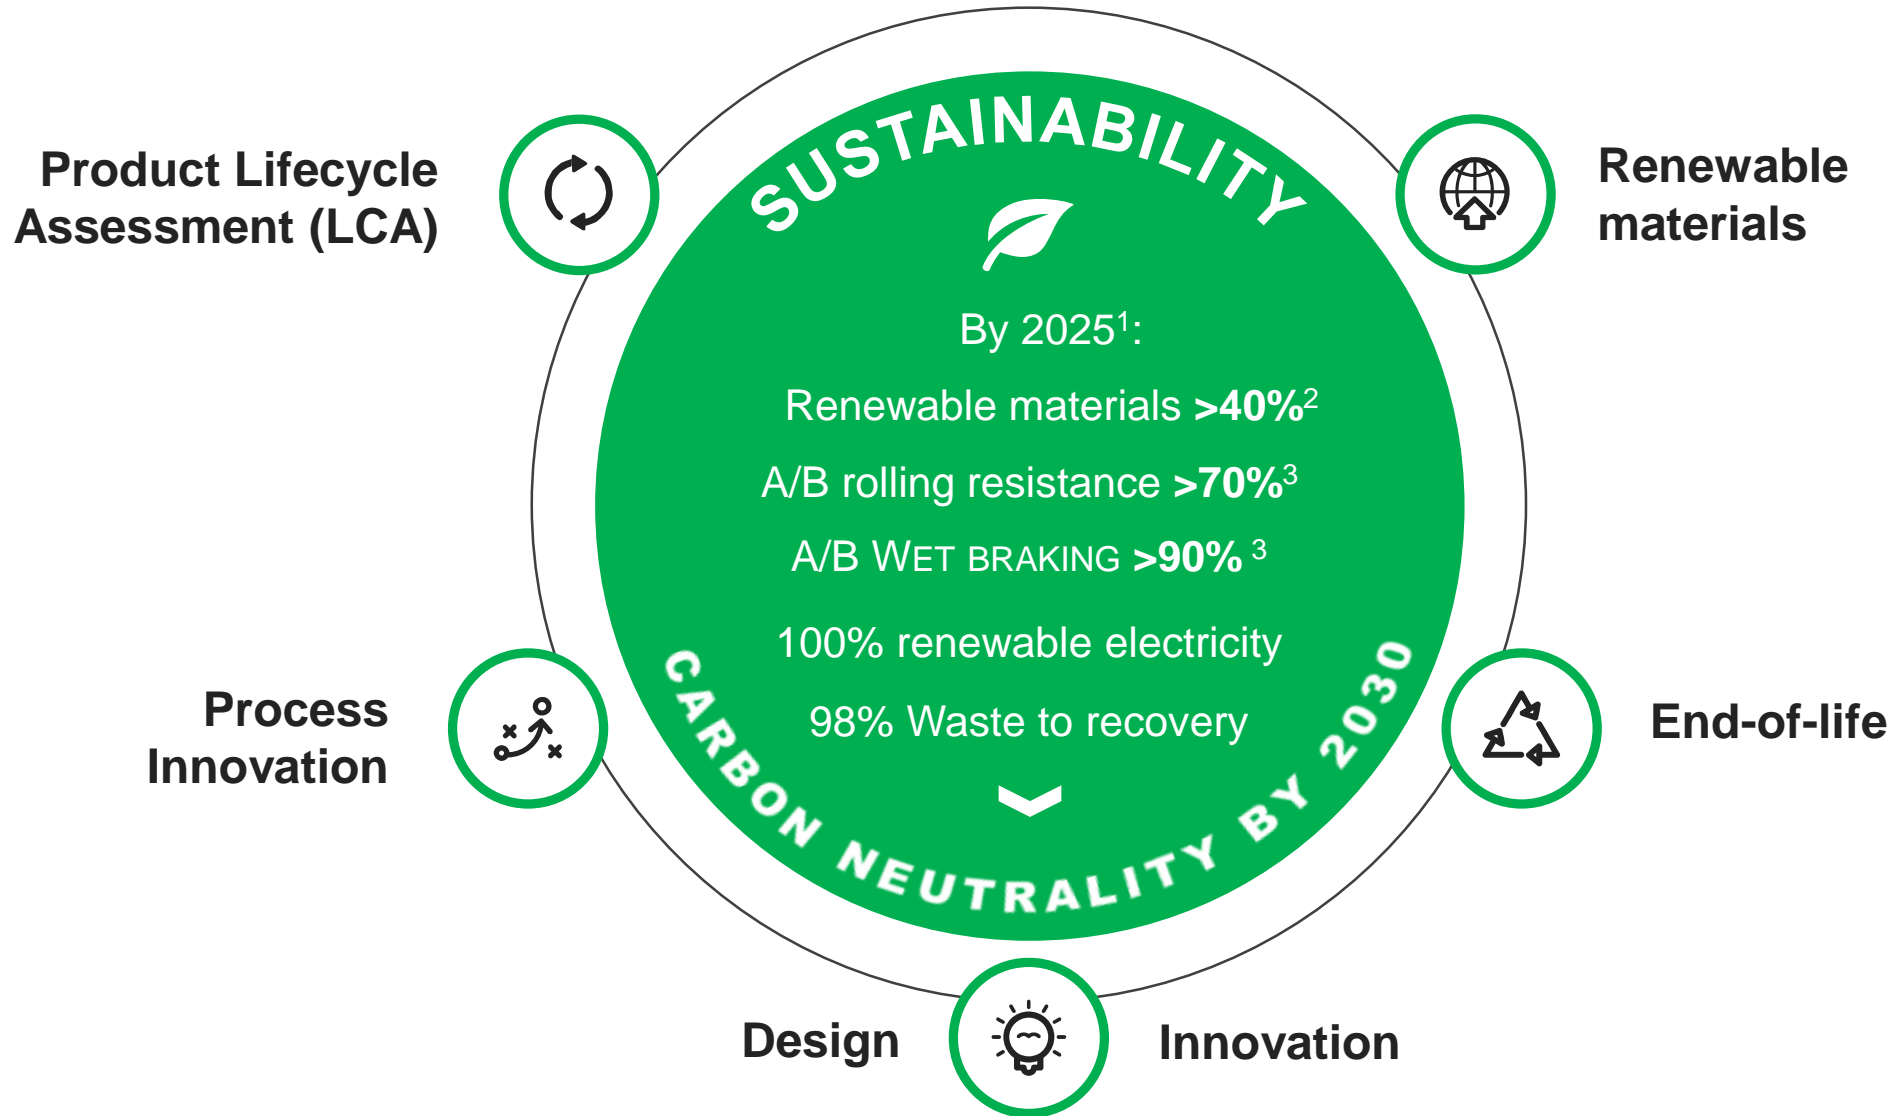 SUSTAINABILITY
Product Lifecycle
Assessment (LCA)
Renewable
materials
By 2025¹:
Renewable materials >40%²
A/B rolling resistance >70%³
A/B WET BRAKING >90% ³
100% renewable electricity
98% Waste to recovery
CARBON NEUTRALITY BY 2030
Process
Innovation
End-of-life
Design
Innovation